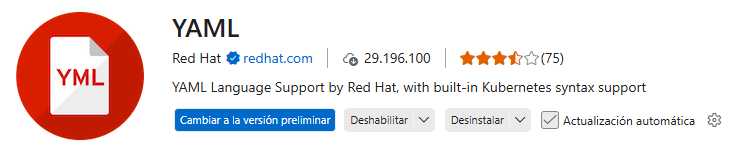 YAML
YML
Red Hat redhat.com 29.196.100 (75)
YAML Language Support by Red Hat, with built-in Kubernetes syntax support
Cambiar a la versión preliminar Deshabilitar Desinstalar Actualización automática